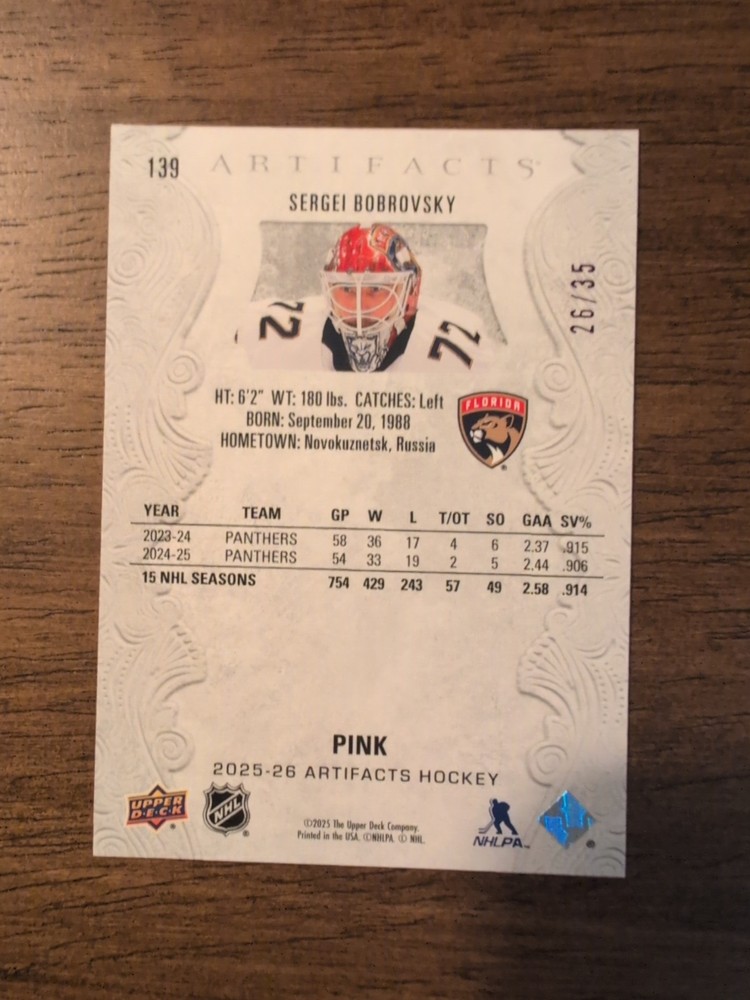 139 ARTIFACTS
SERGEI BOBROVSKY
26/35
72 72
HT: 6'2" WT: 180 lbs. CATCHES: Left
BORN: September 20, 1988
HOMETOWN: Novokuznetsk, Russia
FLORIDA
YEAR TEAM GP W L T/OT SO GAA SV%
2023-24 PANTHERS 58 36 17 4 6 2.37 .915
2024-25 PANTHERS 54 33 19 2 5 2.44 .906
15 NHL SEASONS 754 429 243 57 49 2.58 .914
PINK
2025-26 ARTIFACTS HOCKEY
UPPER
DECK
NHL
©2025 The Upper Deck Company.
Printed in the USA. ©NHLPA. © NHL.
NHLPA